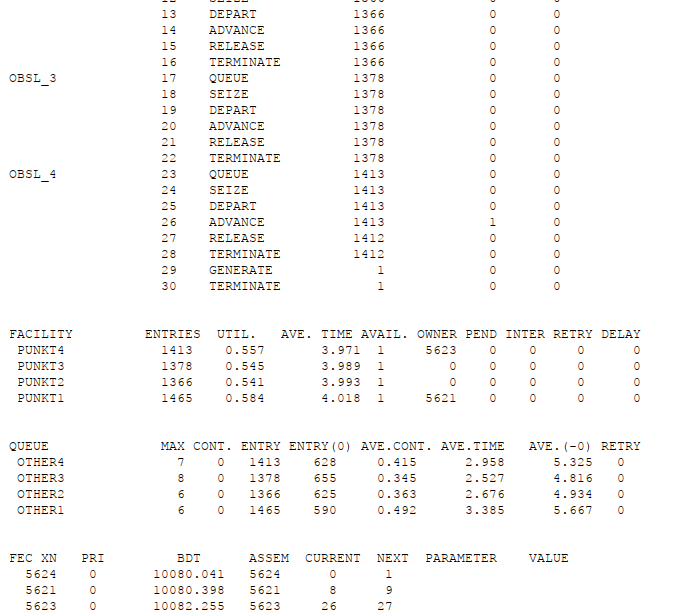 13 DEPART 1366 0 0
14 ADVANCE 1366 0 0
15 RELEASE 1366 0 0
16 TERMINATE 1366 0 0
OBSL_3 17 QUEUE 1378 0 0
18 SEIZE 1378 0 0
19 DEPART 1378 0 0
20 ADVANCE 1378 0 0
21 RELEASE 1378 0 0
22 TERMINATE 1378 0 0
OBSL_4 23 QUEUE 1413 0 0
24 SEIZE 1413 0 0
25 DEPART 1413 0 0
26 ADVANCE 1413 1 0
27 RELEASE 1412 0 0
28 TERMINATE 1412 0 0
29 GENERATE 1 0 0
30 TERMINATE 1 0 0
FACILITY ENTRIES UTIL. AVE. TIME AVAIL. OWNER PEND INTER RETRY DELAY
PUNKT4 1413 0.557 3.971 1 5623 0 0 0 0
PUNKT3 1378 0.545 3.989 1 0 0 0 0 0
PUNKT2 1366 0.541 3.993 1 0 0 0 0 0
PUNKT1 1465 0.584 4.018 1 5621 0 0 0 0
QUEUE MAX CONT. ENTRY ENTRY(0) AVE.CONT. AVE.TIME AVE.(-0) RETRY
OTHER4 7 0 1413 628 0.415 2.958 5.325 0
OTHER3 8 0 1378 655 0.345 2.527 4.816 0
OTHER2 6 0 1366 625 0.363 2.676 4.934 0
OTHER1 6 0 1465 590 0.492 3.385 5.667 0
FEC XN PRI BDT ASSEM CURRENT NEXT PARAMETER VALUE
5624 0 10080.041 5624 0 1
5621 0 10080.398 5621 8 9
5623 0 10082.255 5623 26 27